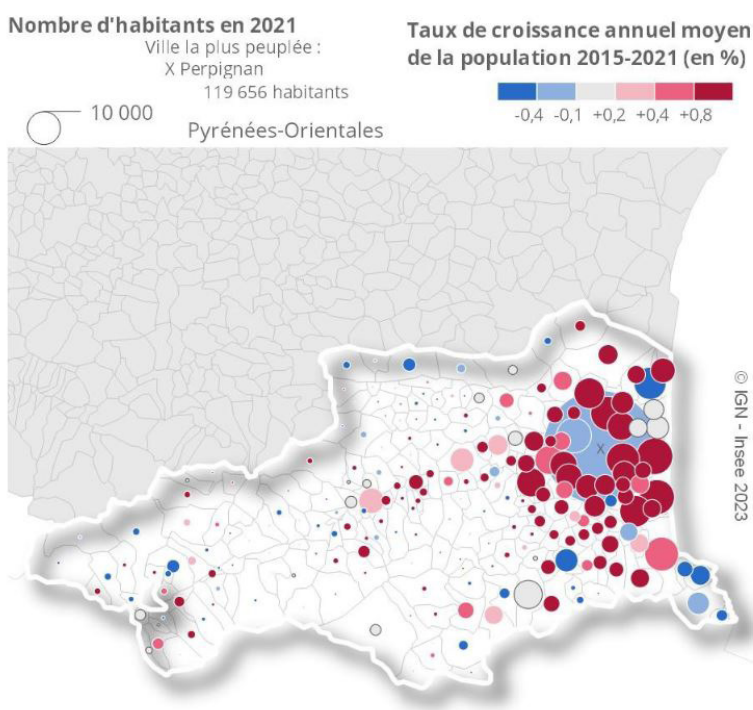 Nombre d'habitants en 2021
Ville la plus peuplée :
X Perpignan
119 656 habitants
10 000
Pyrénées-Orientales
Taux de croissance annuel moyen
de la population 2015-2021 (en %)
-0,4 -0,1 +0,2 +0,4 +0,8
X
© IGN - Insee 2023